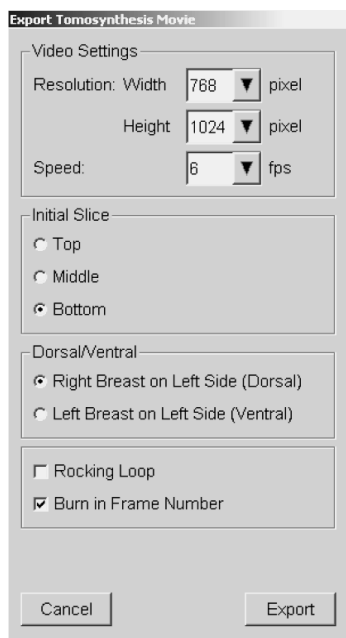 Export Tomosynthesis Movie
Video Settings
Resolution: Width 768 pixel
Height 1024 pixel
Speed: 6 fps
Initial Slice
Top
Middle
Bottom
Dorsal/Ventral
Right Breast on Left Side (Dorsal)
Left Breast on Left Side (Ventral)
Rocking Loop
Burn in Frame Number
Cancel Export